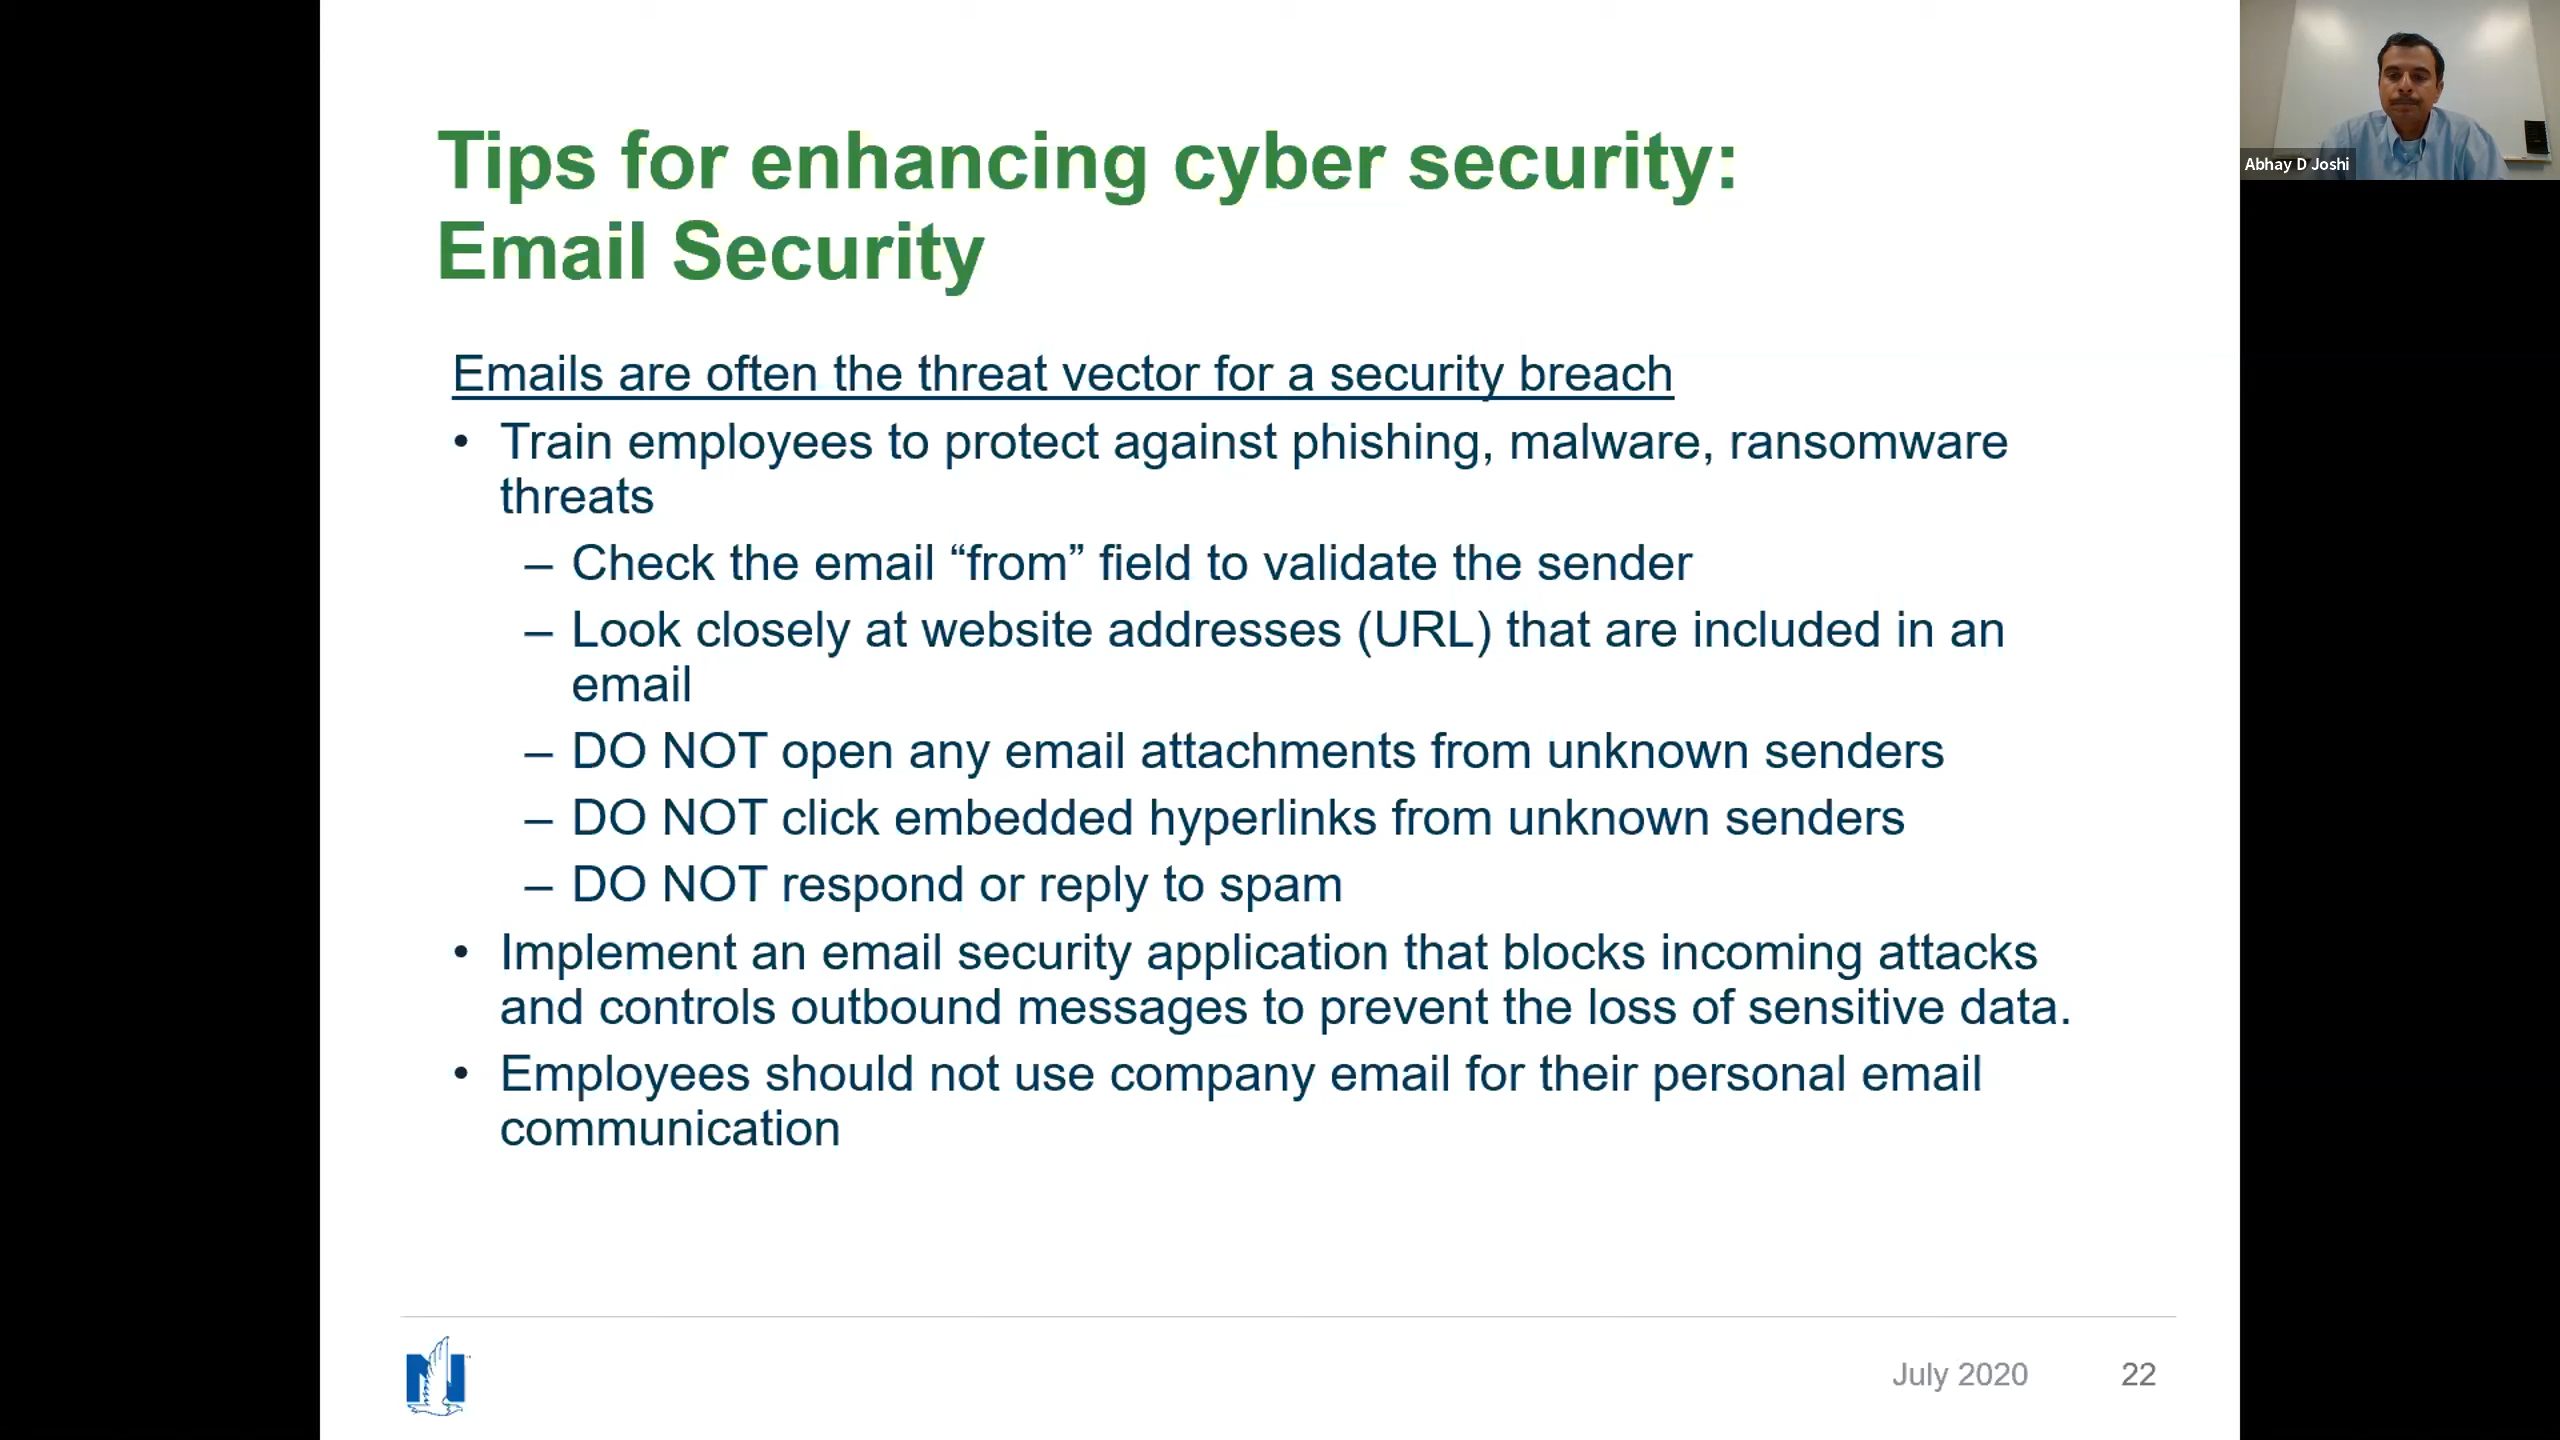 Tips for enhancing cyber security:
Email Security
Emails are often the threat vector for a security breach
• Train employees to protect against phishing, malware, ransomware
threats
– Check the email “from” field to validate the sender
– Look closely at website addresses (URL) that are included in an
email
– DO NOT open any email attachments from unknown senders
– DO NOT click embedded hyperlinks from unknown senders
– DO NOT respond or reply to spam
• Implement an email security application that blocks incoming attacks
and controls outbound messages to prevent the loss of sensitive data.
• Employees should not use company email for their personal email
communication
N
July 2020 22
Abhay D Joshi